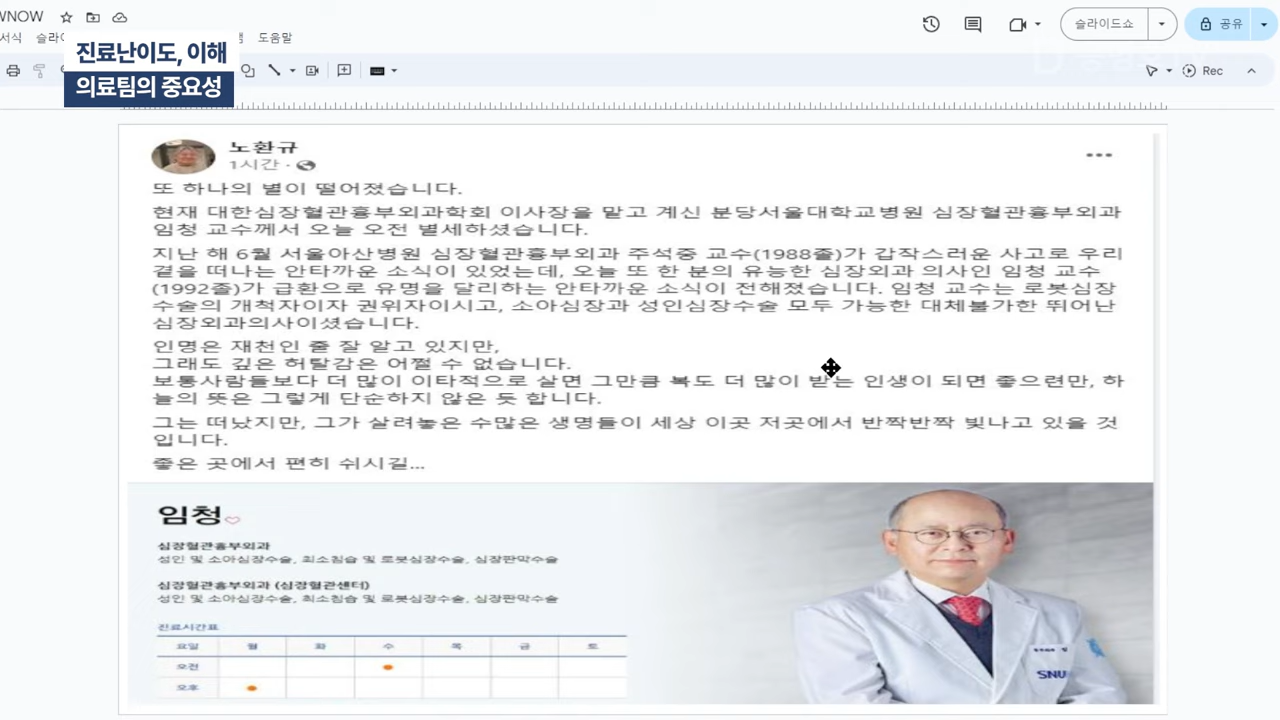 WNOW
서식
슬라이드쇼
공유
도움말
진료난이도, 이해
의료팀의 중요성
Rec
노환규
1시간 ·
또 하나의 별이 떨어졌습니다.
현재 대한심장혈관흉부외과학회 이사장을 맡고 계신 분당서울대학교병원 심장혈관흉부외과
임청 교수께서 오늘 오전 별세하셨습니다.
지난 해 6월 서울아산병원 심장혈관흉부외과 주석중 교수(1988졸)가 갑작스러운 사고로 우리
곁을 떠나는 안타까운 소식이 있었는데, 오늘 또 한 분의 유능한 심장외과 의사인 임청 교수
(1992졸)가 급환으로 유명을 달리하는 안타까운 소식이 전해졌습니다. 임청 교수는 로봇심장
수술의 개척자이자 권위자이시고, 소아심장과 성인심장수술 모두 가능한 대체불가한 뛰어난
심장외과의사이셨습니다.
인명은 재천인 줄 잘 알고 있지만,
그래도 깊은 허탈감은 어쩔 수 없습니다.
보통사람들보다 더 많이 이타적으로 살면 그만큼 복도 더 많이 받는 인생이 되면 좋으련만, 하
늘의 뜻은 그렇게 단순하지 않은 듯 합니다.
그는 떠났지만, 그가 살려놓은 수많은 생명들이 세상 이곳 저곳에서 반짝반짝 빛나고 있을 것
입니다.
좋은 곳에서 편히 쉬시길...
임청
심장혈관흉부외과
성인 및 소아심장수술, 최소침습 및 로봇심장수술, 심장판막수술
심장혈관흉부외과 (심장혈관센터)
성인 및 소아심장수술, 최소침습 및 로봇심장수술, 심장판막수술
진료시간표
요일 월 화 수 목 금 토
오전
오후
SNU